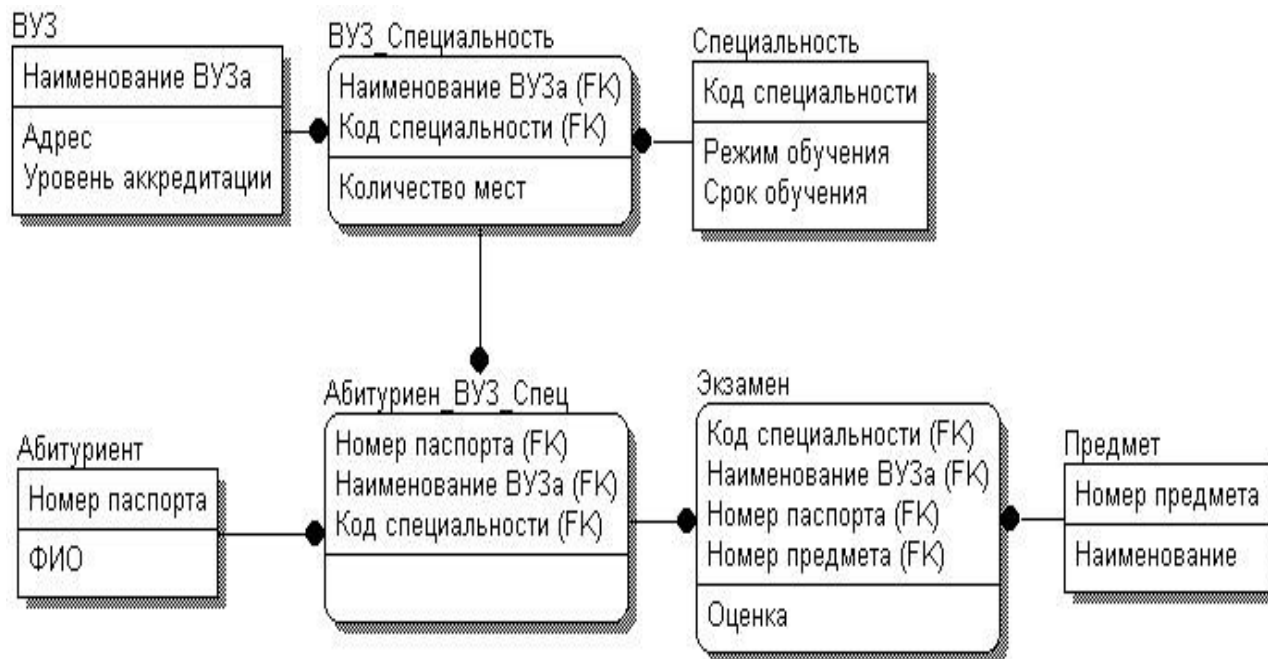 ВУЗ
Наименование ВУЗа
Адрес
Уровень аккредитации
ВУЗ_Специальность
Наименование ВУЗа (FK)
Код специальности (FK)
Количество мест
Специальность
Код специальности
Режим обучения
Срок обучения
Абитуриент
Номер паспорта
ФИО
Абитуриен_ВУЗ_Спец
Номер паспорта (FK)
Наименование ВУЗа (FK)
Код специальности (FK)
Экзамен
Код специальности (FK)
Наименование ВУЗа (FK)
Номер паспорта (FK)
Номер предмета (FK)
Оценка
Предмет
Номер предмета
Наименование